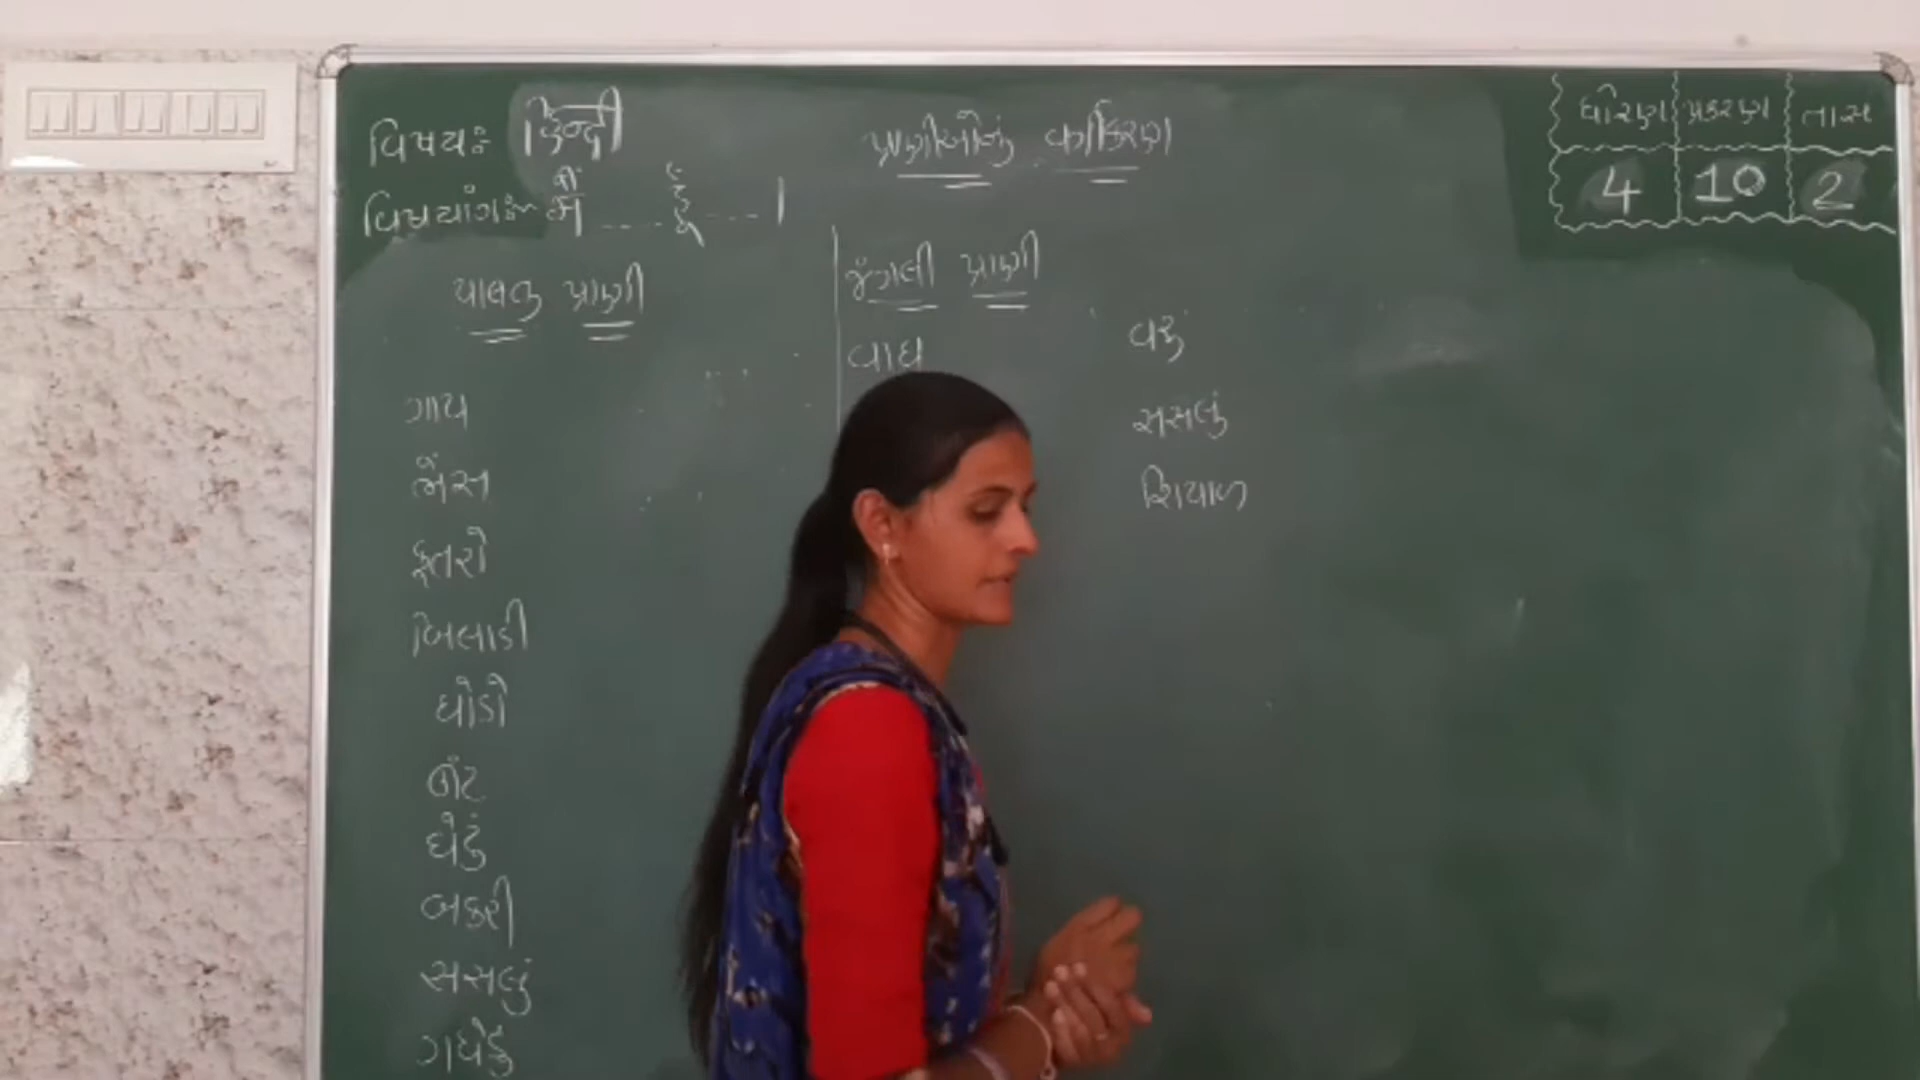 વિષય: હિન્દી
પ્રાણીઓનું વર્ગીકરણ
ધોરણ પ્રકરણ તાસ
4 10 2
વિષયાંગ:- મૈં ---- હૂં ---- |
પાલતુ પ્રાણી
ગાય
ભેંસ
કૂતરો
બિલાડી
ઘોડો
ઊંટ
ઘેટું
બકરી
સસલું
ગધેડું
જંગલી પ્રાણી
વાઘ
વરુ
સસલું
શિયાળ